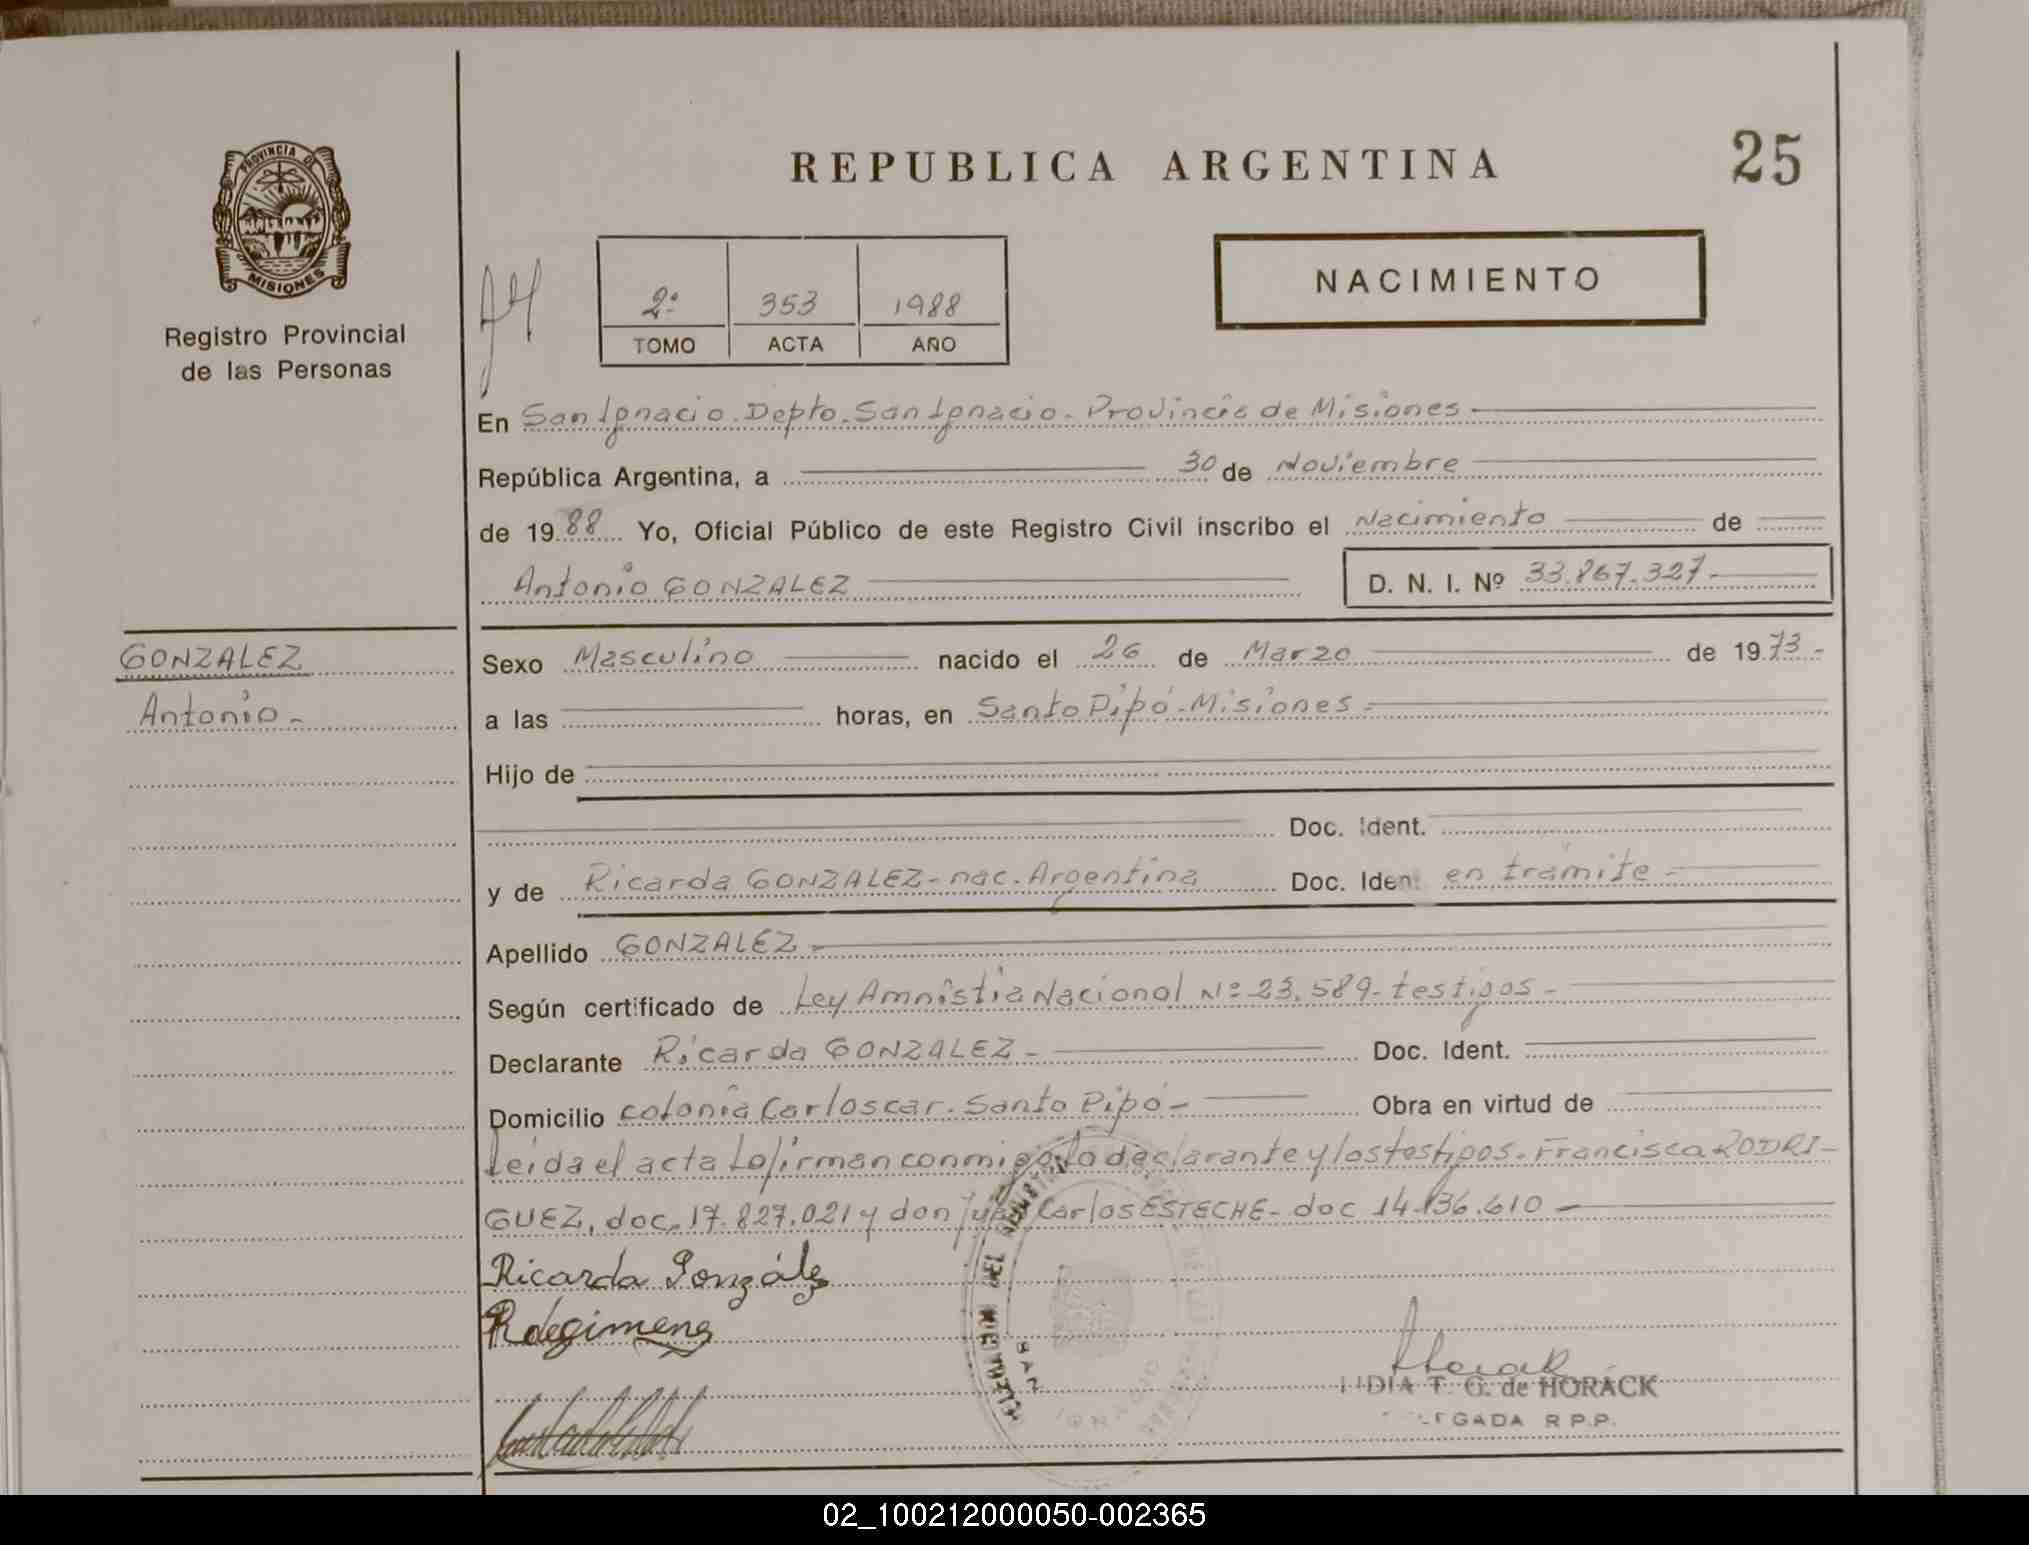 REPUBLICA ARGENTINA
25
PROVINCIA DE
MISIONES
Registro Provincial
de las Personas
NACIMIENTO
2º 353 1988
TOMO ACTA AÑO
En San Ignacio. Depto. San Ignacio. Provincia de Misiones
República Argentina, a 30 de Noviembre
de 1988 Yo, Oficial Público de este Registro Civil inscribo el Nacimiento de
Antonio GONZALEZ D. N. I. Nº 33.867.327-
GONZALEZ
Antonio-
Sexo Masculino nacido el 26 de Marzo de 1973-
a las horas, en Santo Pipó-Misiones-
Hijo de
Doc. Ident.
y de Ricarda GONZALEZ-nac. Argentina Doc. Ident en trámite-
Apellido GONZALEZ-
Según certificado de Ley Amnistia Nacional Nº 23.589-testigos-
Declarante Ricarda GONZALEZ- Doc. Ident.
Domicilio colonia Carloscar. Santo Pipó- Obra en virtud de
Leída el acta la firman conmigo la declarante y los testigos. Francisca RODRI-
GUEZ, doc. 17.827.021 y don Juan Carlos ESTECHE- doc 14.136.610-
Ricarda González
R de gimenez
SAN IGNACIO
LIDIA T. G. de HORACK
DELEGADA R.P.P.
02_100212000050-002365